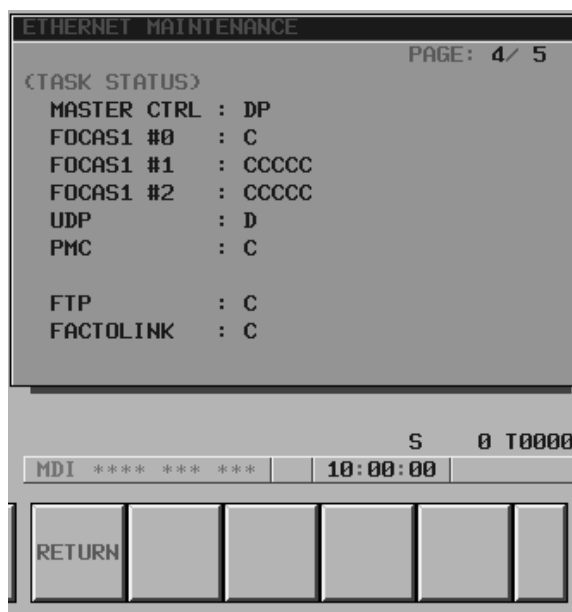 ETHERNET MAINTENANCE
PAGE: 4/ 5
(TASK STATUS)
MASTER CTRL : DP
FOCAS1 #0 : C
FOCAS1 #1 : CCCCC
FOCAS1 #2 : CCCCC
UDP : D
PMC : C
FTP : C
FACTOLINK : C
S 0 T0000
MDI **** *** *** 10:00:00
RETURN